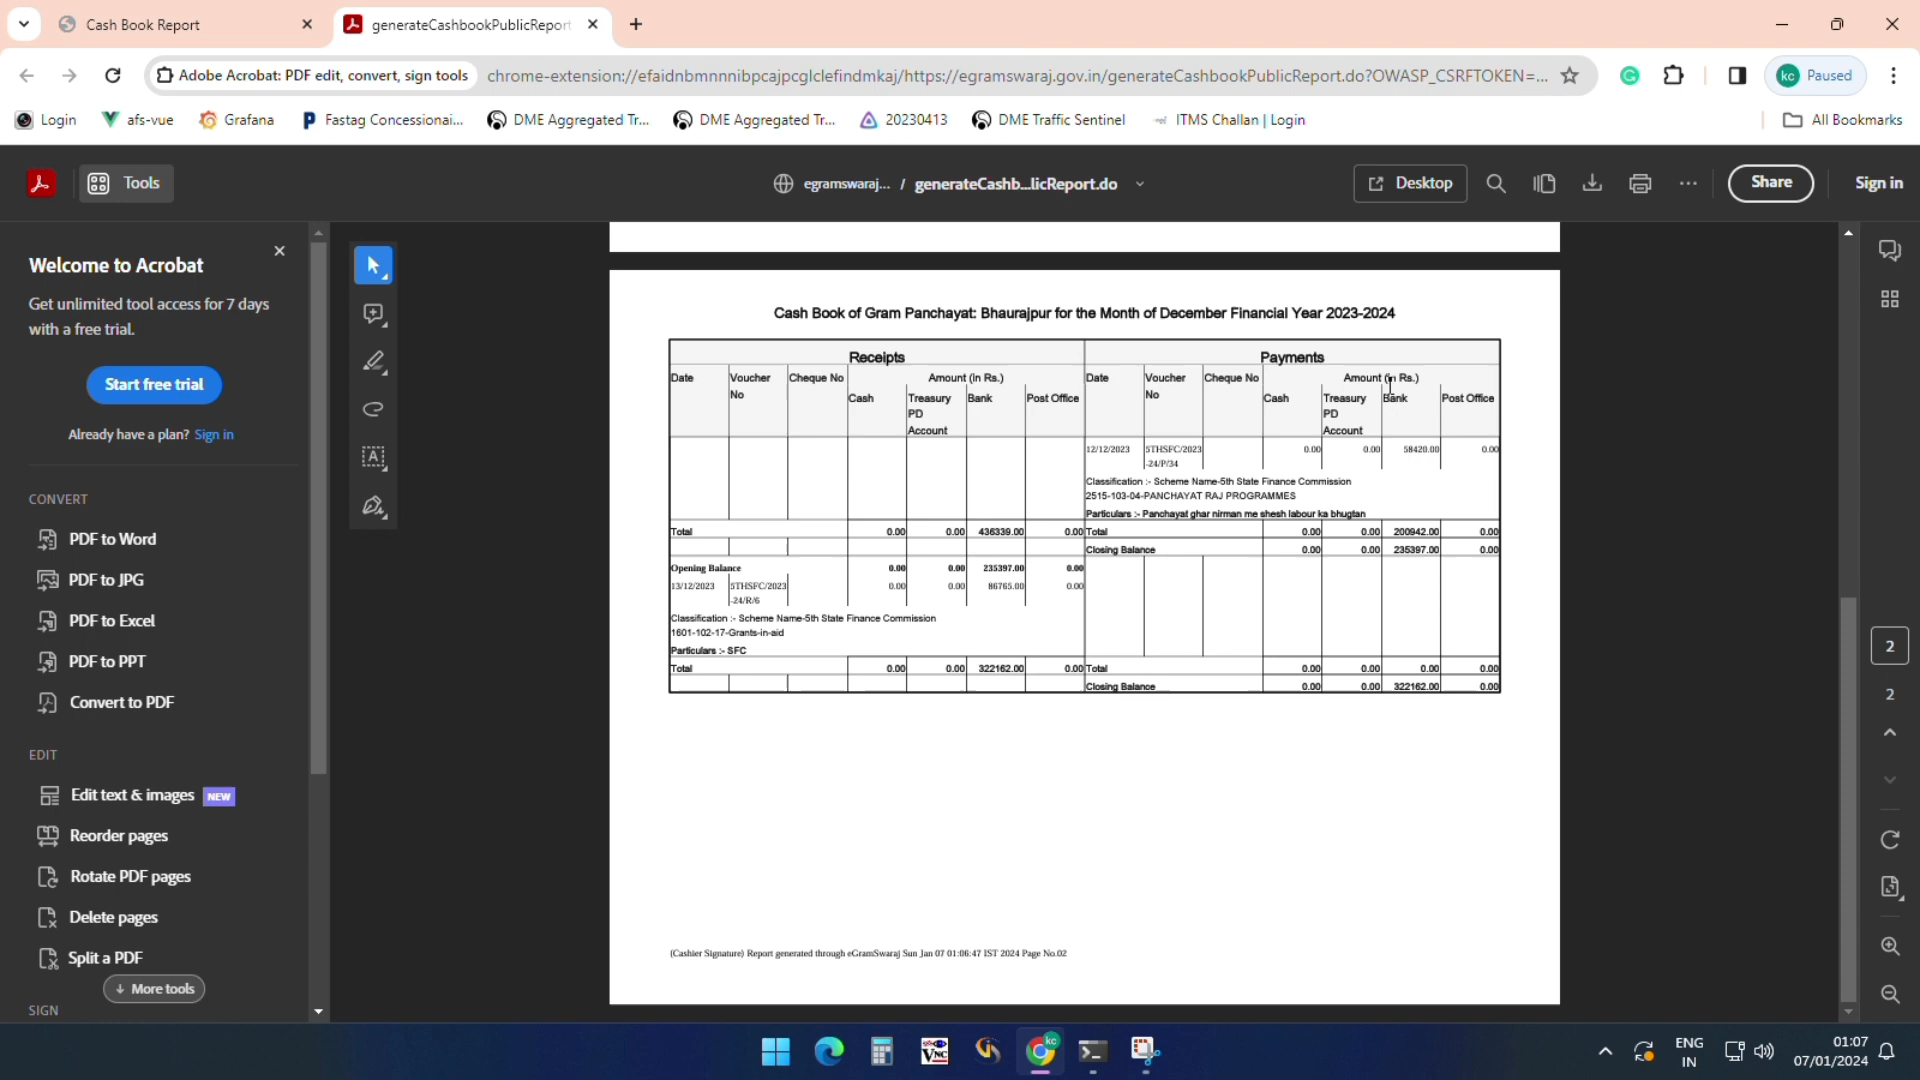 Cash Book Report
generateCashbookPublicReport
Adobe Acrobat: PDF edit, convert, sign tools
chrome-extension://efaidnbmnnnibpcajpcglclefindmkaj/https://egramswaraj.gov.in/generateCashbookPublicReport.do?OWASP_CSRFTOKEN=...
kc Paused
Login
afs-vue
Grafana
Fastag Concessionai...
DME Aggregated Tr...
DME Aggregated Tr...
20230413
DME Traffic Sentinel
ITMS Challan | Login
All Bookmarks
Tools
egramswaraj... / generateCashb...licReport.do
Desktop
Share
Sign in
Welcome to Acrobat
Get unlimited tool access for 7 days
with a free trial.
Start free trial
Already have a plan? Sign in
CONVERT
PDF to Word
PDF to JPG
PDF to Excel
PDF to PPT
Convert to PDF
EDIT
Edit text & images NEW
Reorder pages
Rotate PDF pages
Delete pages
Split a PDF
More tools
SIGN
Cash Book of Gram Panchayat: Bhaurajpur for the Month of December Financial Year 2023-2024
Receipts Payments
Date Voucher No Cheque No Amount (in Rs.) Date Voucher No Cheque No Amount (in Rs.)
Cash Treasury PD Account Bank Post Office Cash Treasury PD Account Bank Post Office
12/12/2023 5THSFC/2023-24/P/34 0.00 0.00 58420.00 0.00
Classification :- Scheme Name-5th State Finance Commission
2515-103-04-PANCHAYAT RAJ PROGRAMMES
Particulars :- Panchayat ghar nirman me shesh labour ka bhugtan
Total 0.00 0.00 436339.00 0.00 Total 0.00 0.00 200942.00 0.00
Closing Balance 0.00 0.00 235397.00 0.00
Opening Balance 0.00 0.00 235397.00 0.00
13/12/2023 5THSFC/2023-24/R/6 0.00 0.00 86765.00 0.00
Classification :- Scheme Name-5th State Finance Commission
1601-102-17-Grants-in-aid
Particulars :- SFC
Total 0.00 0.00 322162.00 0.00 Total 0.00 0.00 0.00 0.00
Closing Balance 0.00 0.00 322162.00 0.00
(Cashier Signature) Report generated through eGramSwaraj Sun Jan 07 01:06:47 IST 2024 Page No.02
2
2
VNC
kc
ENG
IN
01:07
07/01/2024